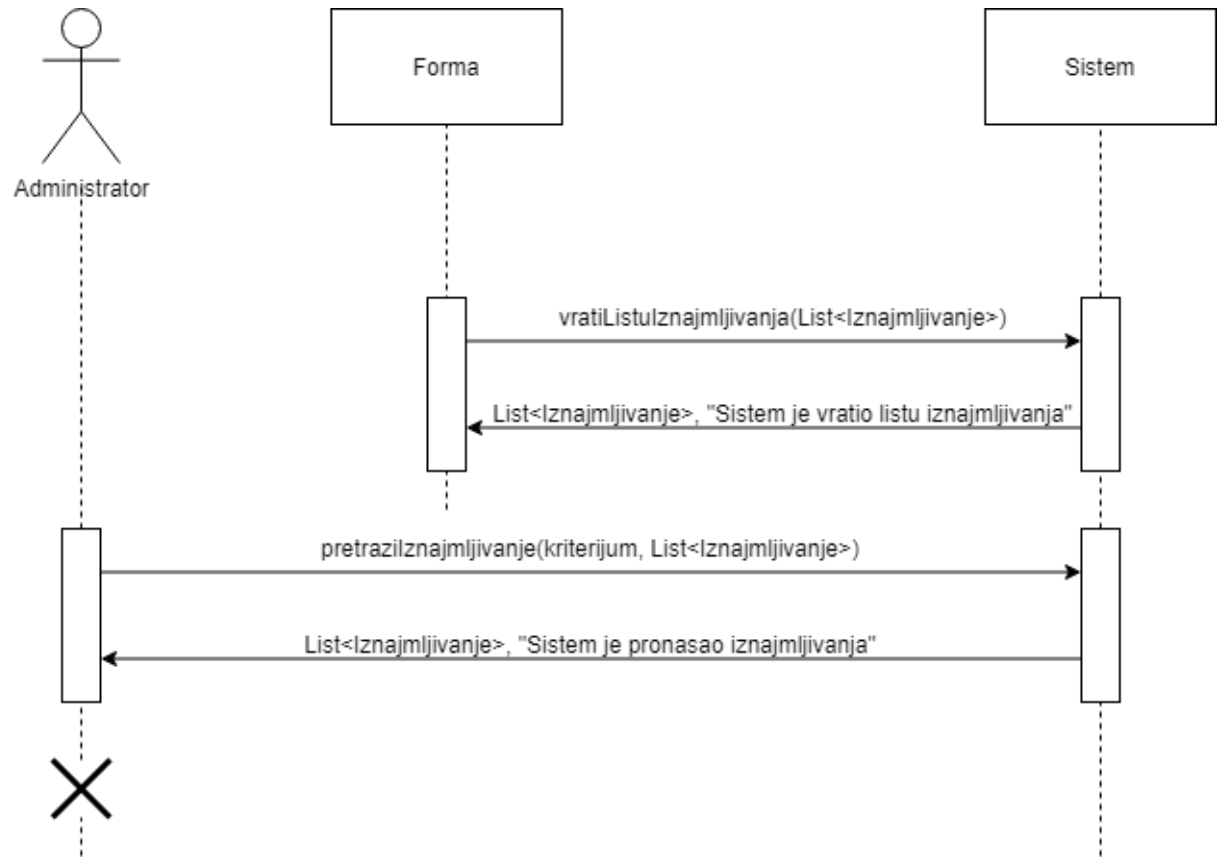 Forma
Sistem
Administrator
vratiListuIznajmljivanja(List<Iznajmljivanje>)
List<Iznajmljivanje>, "Sistem je vratio listu iznajmljivanja"
pretraziIznajmljivanje(kriterijum, List<Iznajmljivanje>)
List<Iznajmljivanje>, "Sistem je pronasao iznajmljivanja"